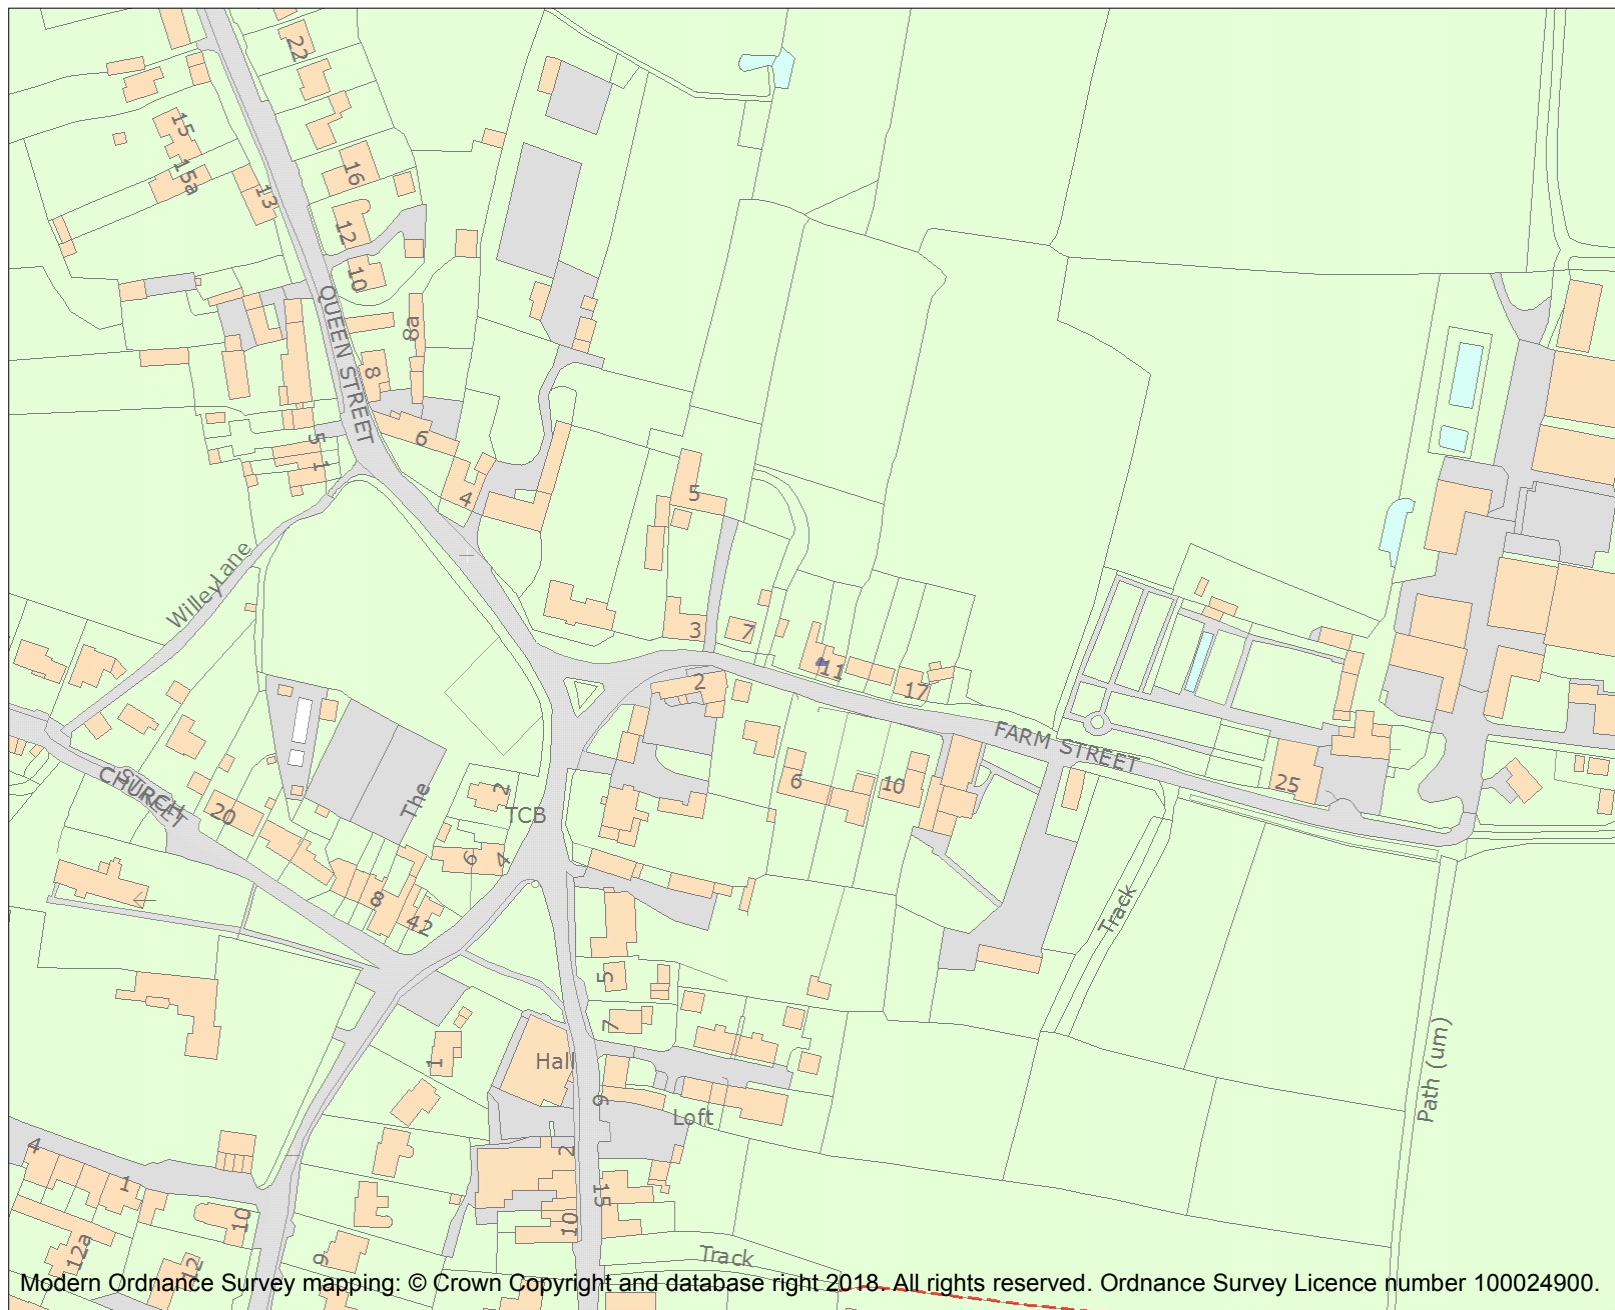 22
15
15a
16
13
12
10
QUEEN STREET
8a
8
6
5
1
4
5
Willey Lane
3
7
11
17
2
FARM STREET
25
CHURCH
STREET
20
The
2
TCB
6
10
6
4
8
42
Track
5
7
1
Hall
9
Loft
Path (um)
4
1
2
15
10
10
12a
12
9
Track
Modern Ordnance Survey mapping: © Crown Copyright and database right 2018. All rights reserved. Ordnance Survey Licence number 100024900.